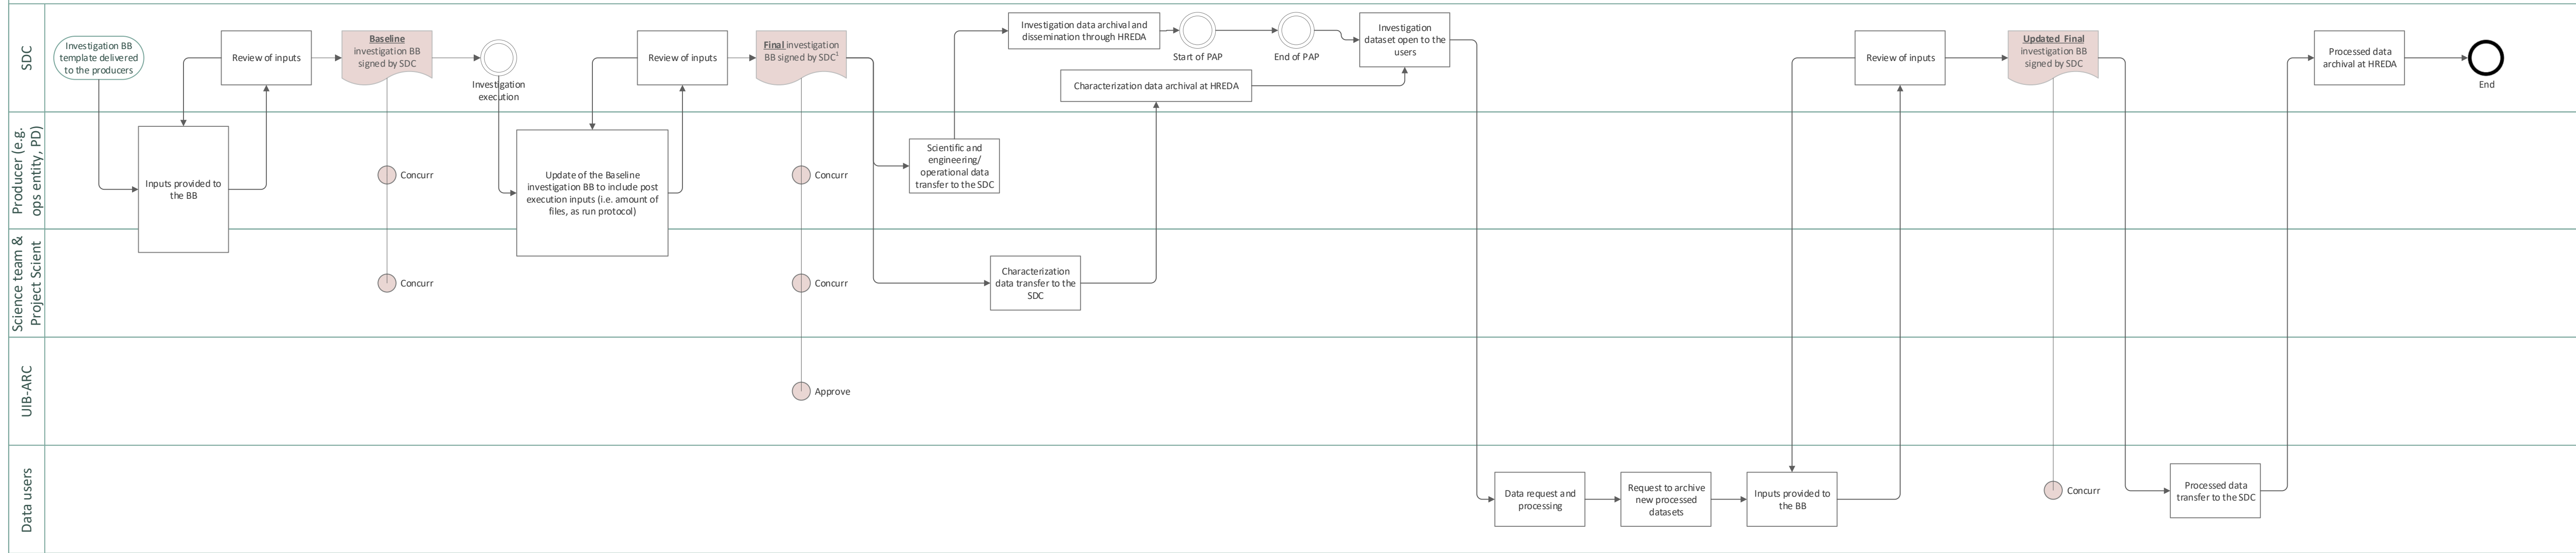 SDC
Investigation BB
template delivered
to the producers
Review of inputs
Baseline
investigation BB
signed by SDC
Investigation
execution
Review of inputs
Final investigation
BB signed by SDC¹
Investigation data archival and
dissemination through HREDA
Start of PAP
End of PAP
Investigation
dataset open to the
users
Characterization data archival at HREDA
Review of inputs
Updated Final
investigation BB
signed by SDC
Processed data
archival at HREDA
End
Producer (e.g.
ops entity, PD)
Inputs provided to
the BB
Concurr
Update of the Baseline
investigation BB to include post
execution inputs (i.e. amount of
files, as run protocol)
Concurr
Scientific and
engineering/
operational data
transfer to the SDC
Science team &
Project Scient
Concurr
Concurr
Characterization
data transfer to the
SDC
UIB-ARC
Approve
Data users
Data request and
processing
Request to archive
new processed
datasets
Inputs provided to
the BB
Concurr
Processed data
transfer to the SDC